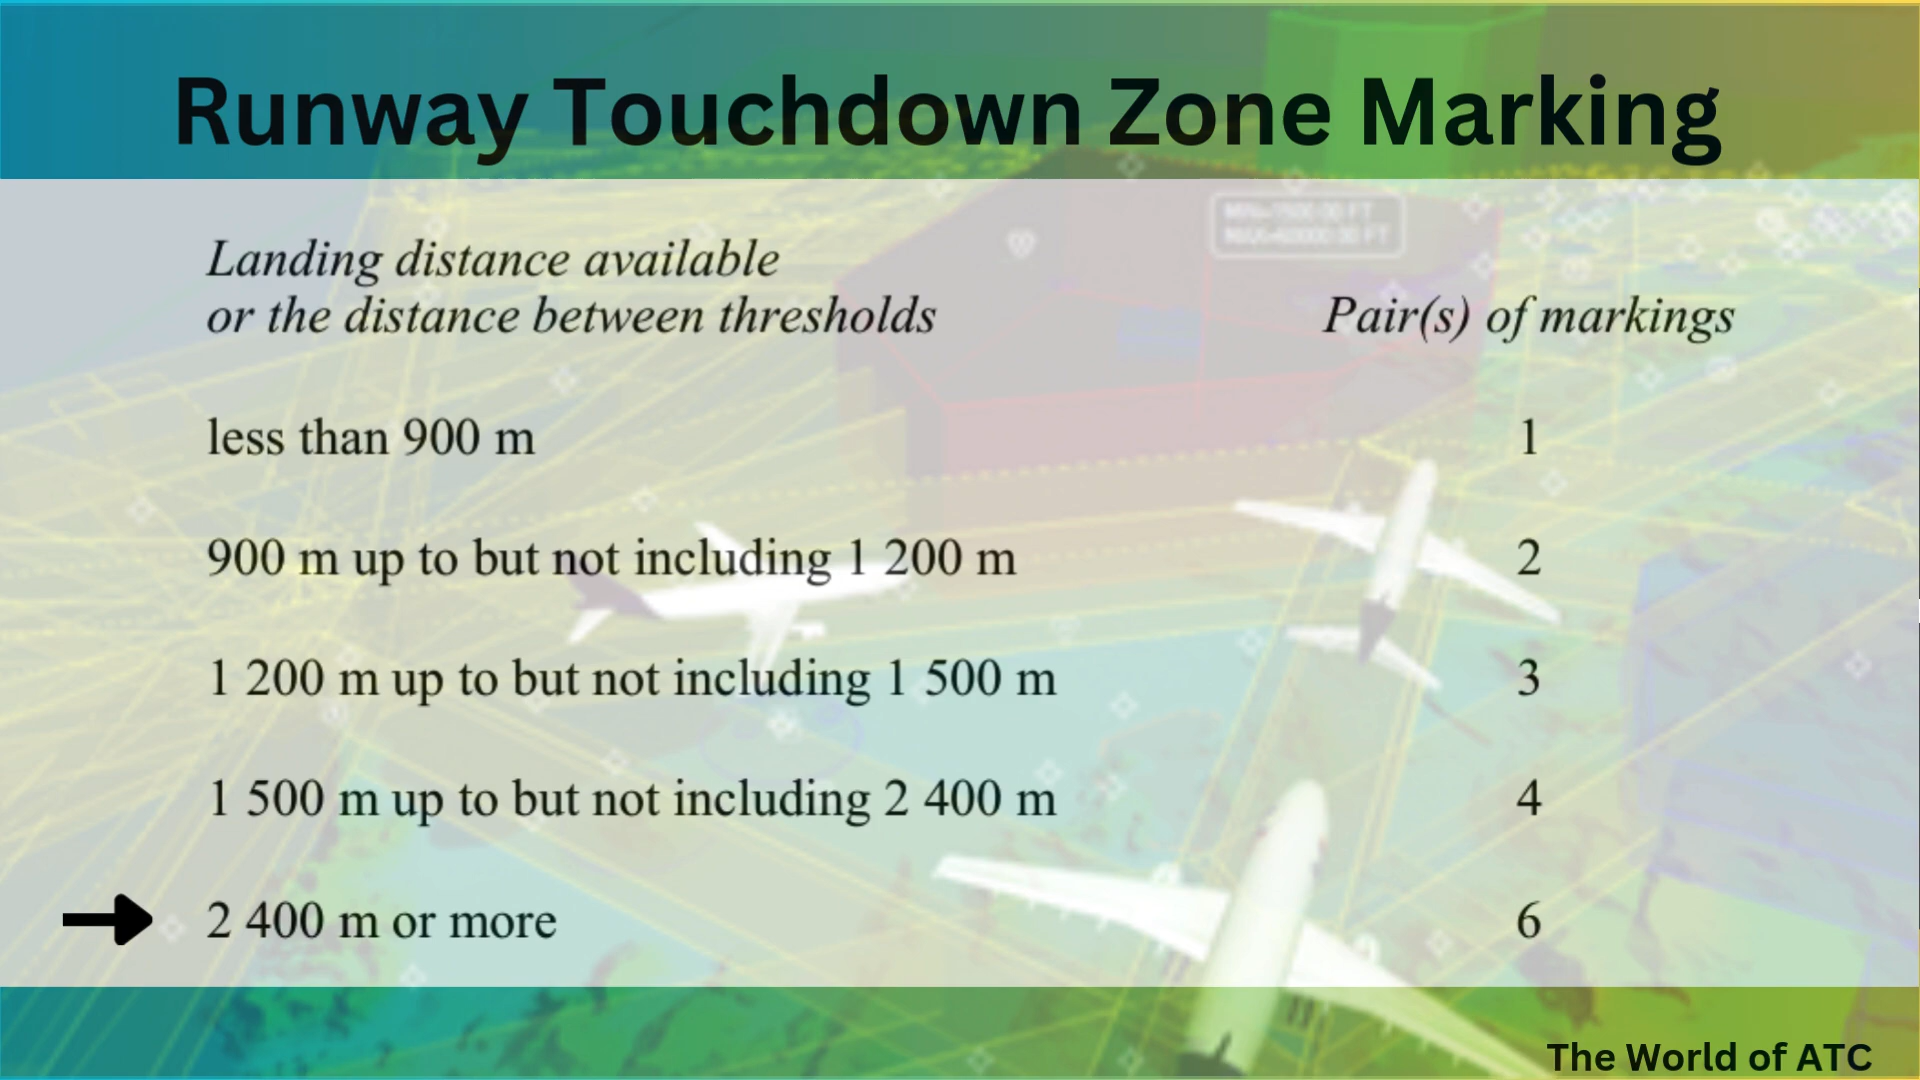 Runway Touchdown Zone Marking
Landing distance available
or the distance between thresholds
Pair(s) of markings
less than 900 m 1
900 m up to but not including 1 200 m 2
1 200 m up to but not including 1 500 m 3
1 500 m up to but not including 2 400 m 4
2 400 m or more 6
The World of ATC